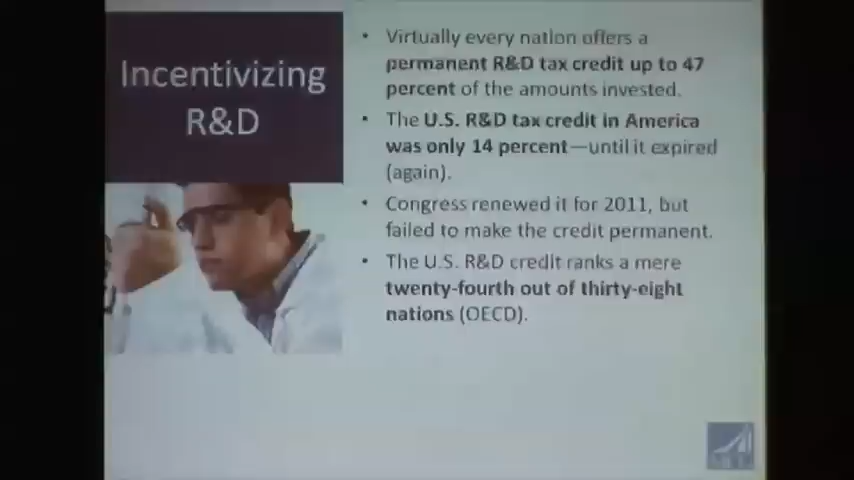 Incentivizing
R&D
• Virtually every nation offers a
permanent R&D tax credit up to 47
percent of the amounts invested.
• The U.S. R&D tax credit in America
was only 14 percent—until it expired
(again).
• Congress renewed it for 2011, but
failed to make the credit permanent.
• The U.S. R&D credit ranks a mere
twenty-fourth out of thirty-eight
nations (OECD).